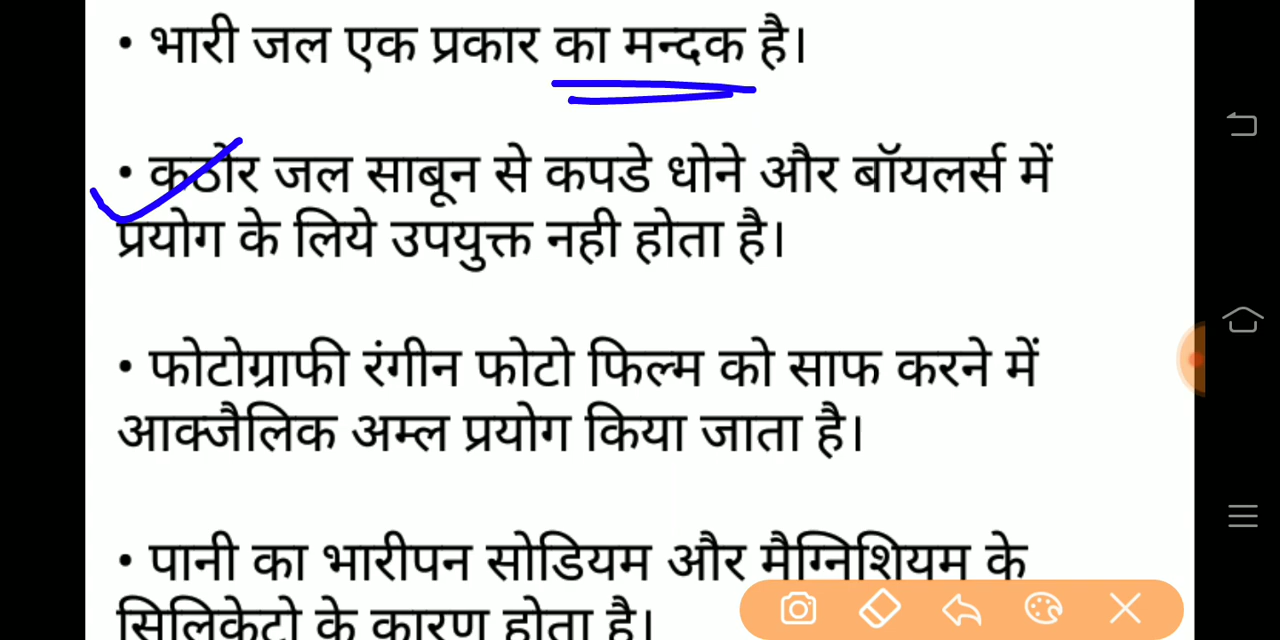 • भारी जल एक प्रकार का मन्दक है।
• कठोर जल साबून से कपडे धोने और बॉयलर्स में
प्रयोग के लिये उपयुक्त नही होता है।
• फोटोग्राफी रंगीन फोटो फिल्म को साफ करने में
आक्जैलिक अम्ल प्रयोग किया जाता है।
• पानी का भारीपन सोडियम और मैग्निशियम के
सिलिकेटो के कारण होता है।